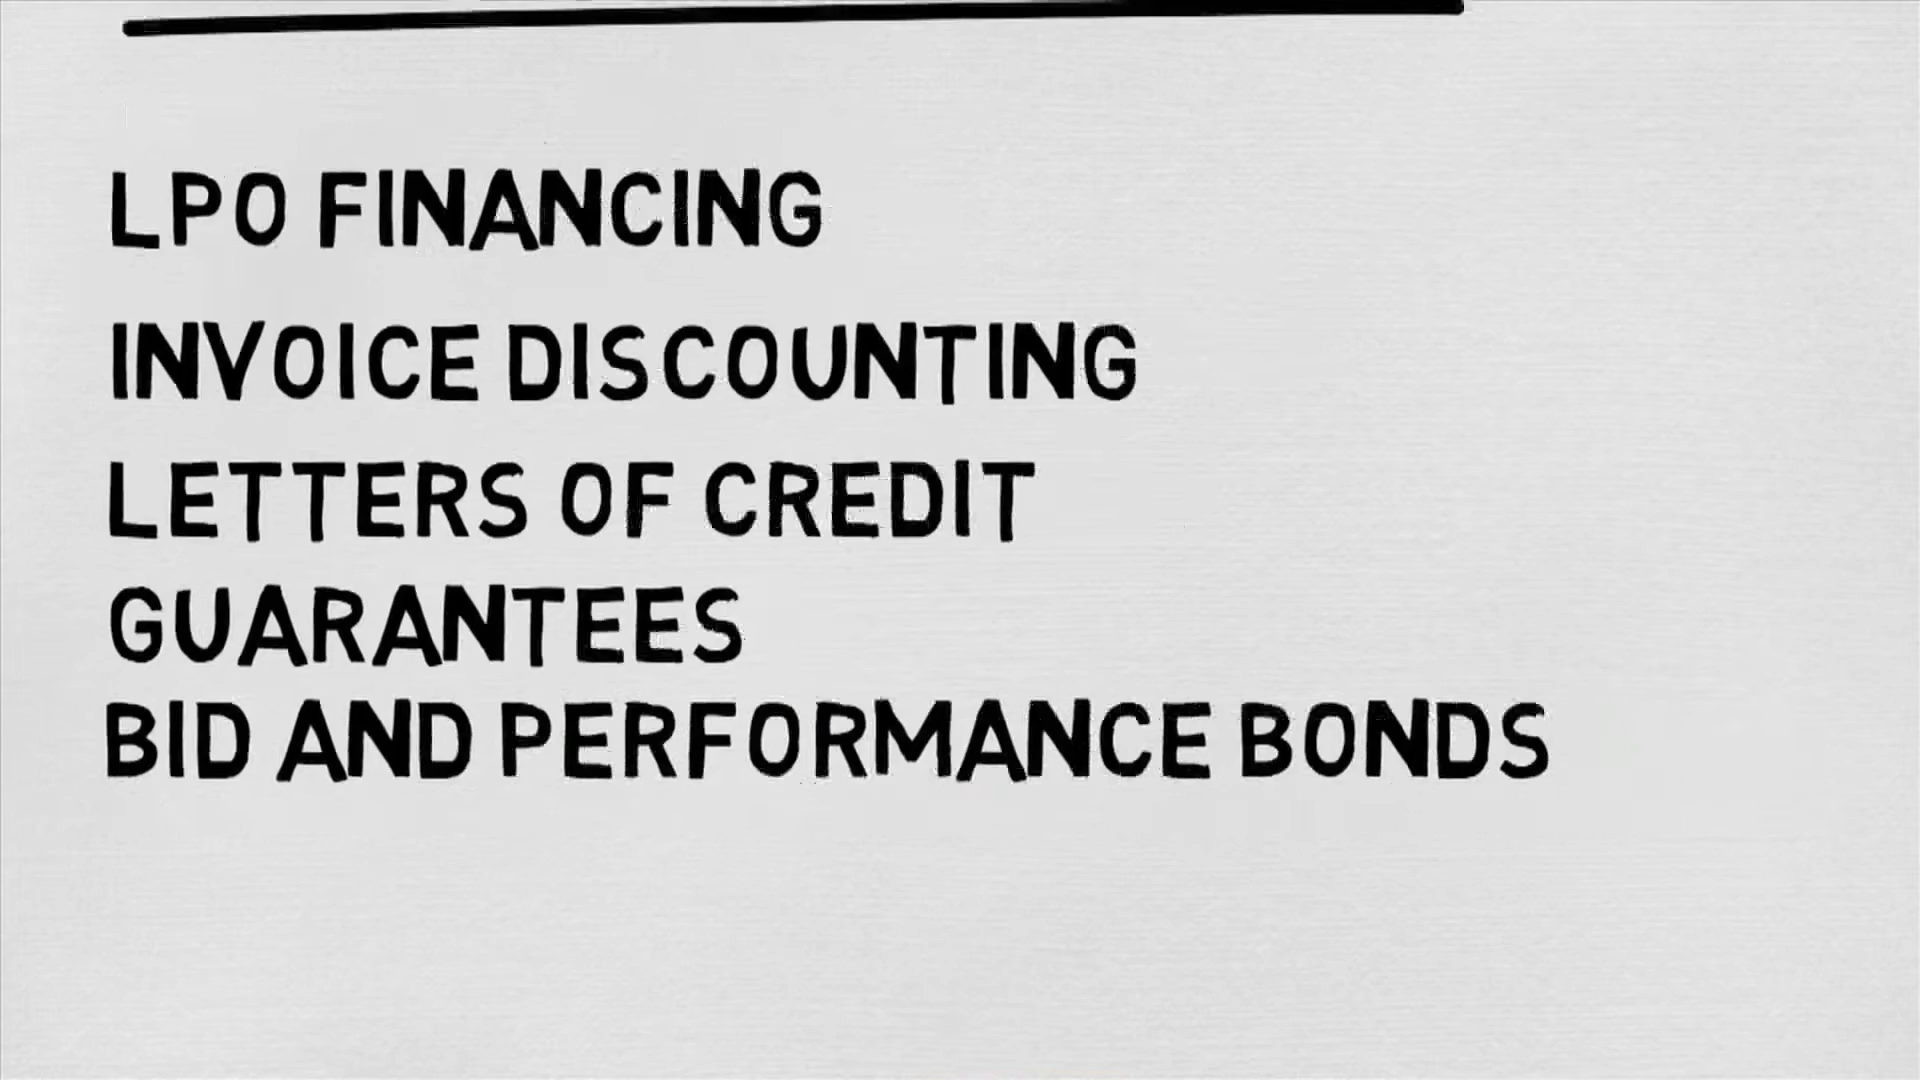 LPO FINANCING
INVOICE DISCOUNTING
LETTERS OF CREDIT
GUARANTEES
BID AND PERFORMANCE BONDS